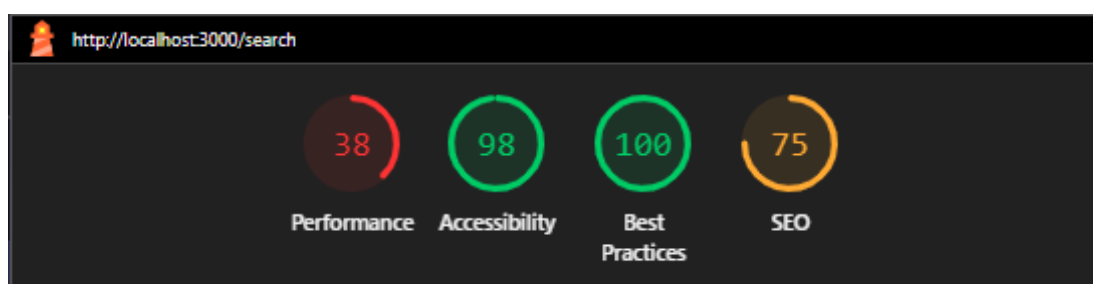 http://localhost:3000/search
38 98 100 75
Performance Accessibility Best Practices SEO